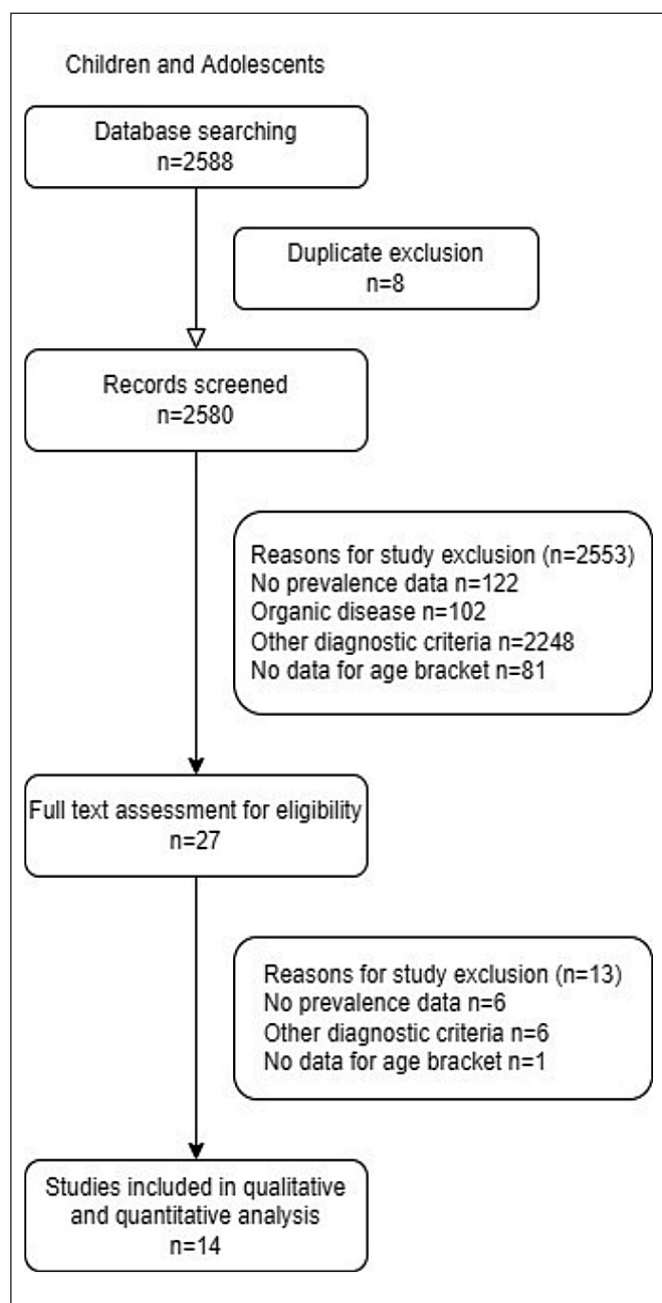 Children and Adolescents
Database searching
n=2588
Duplicate exclusion
n=8
Records screened
n=2580
Reasons for study exclusion (n=2553)
No prevalence data n=122
Organic disease n=102
Other diagnostic criteria n=2248
No data for age bracket n=81
Full text assessment for eligibility
n=27
Reasons for study exclusion (n=13)
No prevalence data n=6
Other diagnostic criteria n=6
No data for age bracket n=1
Studies included in qualitative
and quantitative analysis
n=14